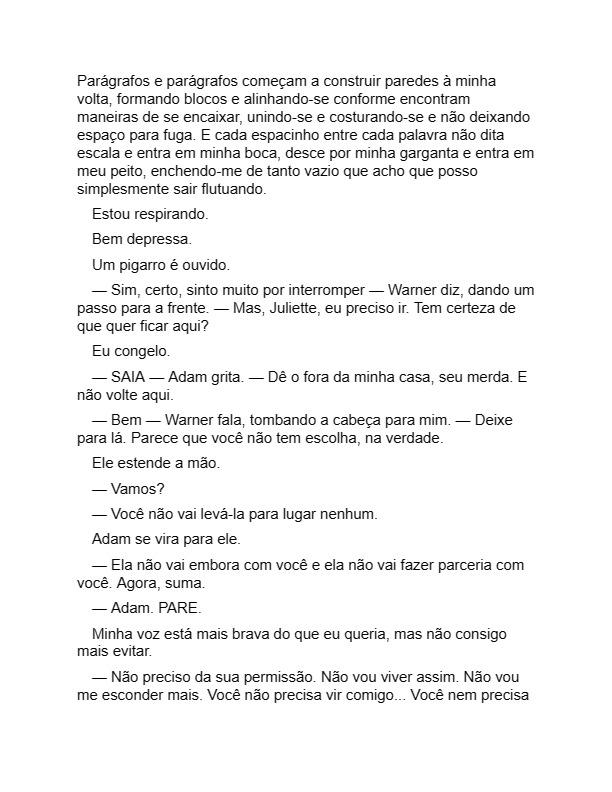 Parágrafos e parágrafos começam a construir paredes à minha
volta, formando blocos e alinhando-se conforme encontram
maneiras de se encaixar, unindo-se e costurando-se e não deixando
espaço para fuga. E cada espacinho entre cada palavra não dita
escala e entra em minha boca, desce por minha garganta e entra em
meu peito, enchendo-me de tanto vazio que acho que posso
simplesmente sair flutuando.
Estou respirando.
Bem depressa.
Um pigarro é ouvido.
— Sim, certo, sinto muito por interromper — Warner diz, dando um
passo para a frente. — Mas, Juliette, eu preciso ir. Tem certeza de
que quer ficar aqui?
Eu congelo.
— SAIA — Adam grita. — Dê o fora da minha casa, seu merda. E
não volte aqui.
— Bem — Warner fala, tombando a cabeça para mim. — Deixe
para lá. Parece que você não tem escolha, na verdade.
Ele estende a mão.
— Vamos?
— Você não vai levá-la para lugar nenhum.
Adam se vira para ele.
— Ela não vai embora com você e ela não vai fazer parceria com
você. Agora, suma.
— Adam. PARE.
Minha voz está mais brava do que eu queria, mas não consigo
mais evitar.
— Não preciso da sua permissão. Não vou viver assim. Não vou
me esconder mais. Você não precisa vir comigo... Você nem precisa